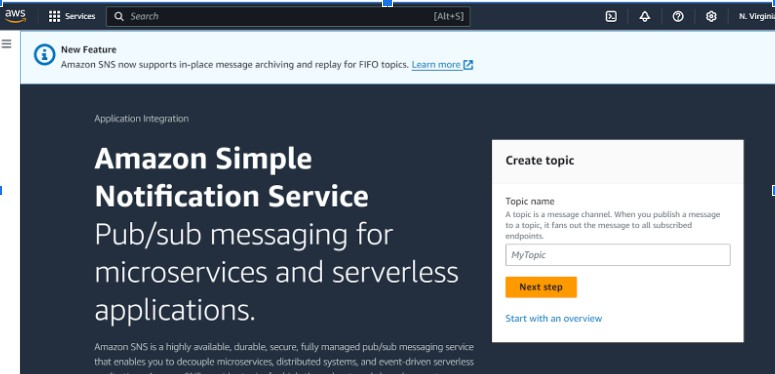 aws
Services
Search
[Alt+S]
N. Virginia
New Feature
Amazon SNS now supports in-place message archiving and replay for FIFO topics. Learn more
Application Integration
Amazon Simple
Notification Service
Pub/sub messaging for
microservices and serverless
applications.
Amazon SNS is a highly available, durable, secure, fully managed pub/sub messaging service
that enables you to decouple microservices, distributed systems, and event-driven serverless
Create topic
Topic name
A topic is a message channel. When you publish a message
to a topic, it fans out the message to all subscribed
endpoints.
MyTopic
Next step
Start with an overview